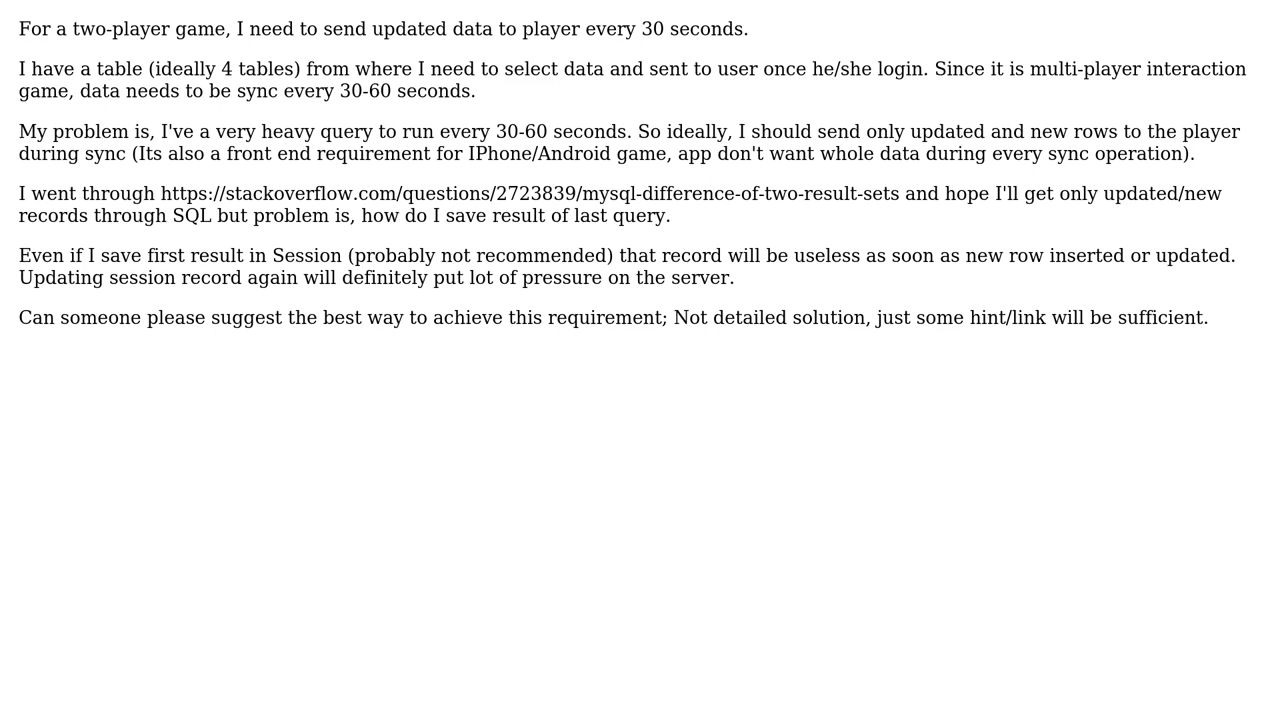 For a two-player game, I need to send updated data to player every 30 seconds.
I have a table (ideally 4 tables) from where I need to select data and sent to user once he/she login. Since it is multi-player interaction
game, data needs to be sync every 30-60 seconds.
My problem is, I've a very heavy query to run every 30-60 seconds. So ideally, I should send only updated and new rows to the player
during sync (Its also a front end requirement for IPhone/Android game, app don't want whole data during every sync operation).
I went through https://stackoverflow.com/questions/2723839/mysql-difference-of-two-result-sets and hope I'll get only updated/new
records through SQL but problem is, how do I save result of last query.
Even if I save first result in Session (probably not recommended) that record will be useless as soon as new row inserted or updated.
Updating session record again will definitely put lot of pressure on the server.
Can someone please suggest the best way to achieve this requirement; Not detailed solution, just some hint/link will be sufficient.